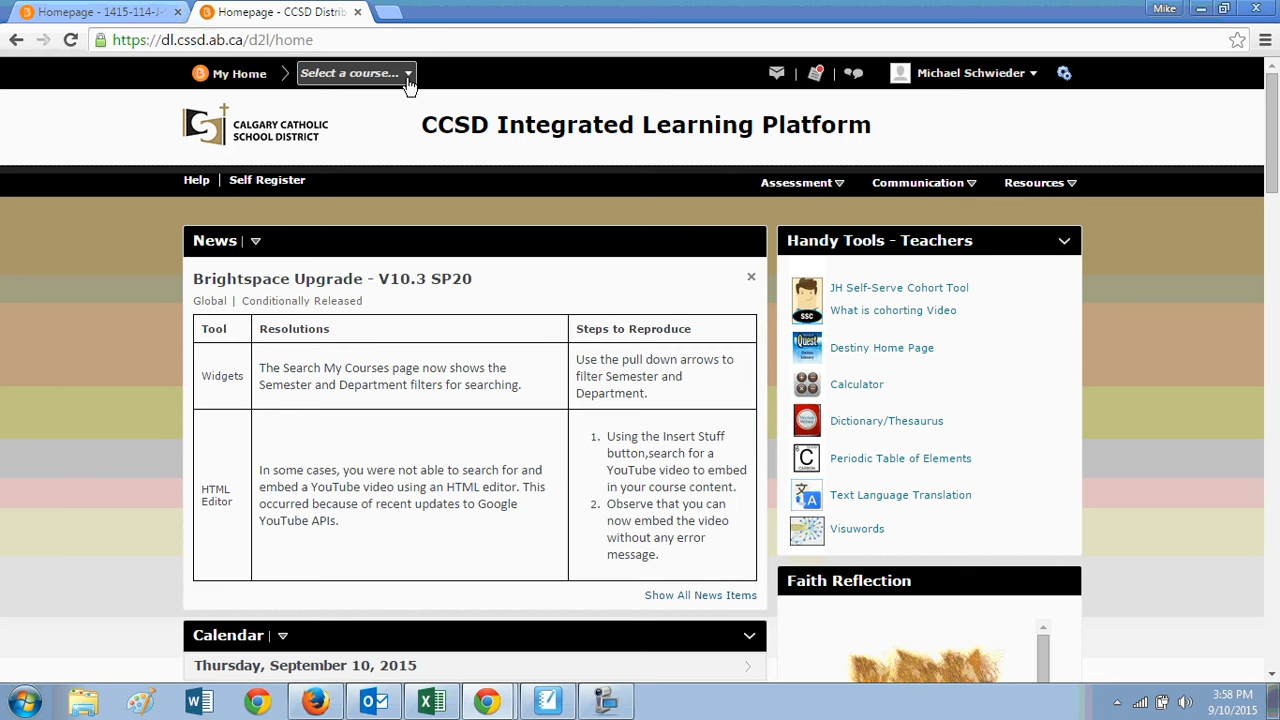 Homepage - 1415-114-J-
Homepage - CCSD Distrib
Mike
https://dl.cssd.ab.ca/d2l/home
My Home
Select a course...
Michael Schwieder
CALGARY CATHOLIC
SCHOOL DISTRICT
CCSD Integrated Learning Platform
Help | Self Register
Assessment
Communication
Resources
News
Brightspace Upgrade - V10.3 SP20
Global | Conditionally Released
Tool
Resolutions
Steps to Reproduce
Widgets
The Search My Courses page now shows the
Semester and Department filters for searching.
Use the pull down arrows to
filter Semester and
Department.
HTML
Editor
In some cases, you were not able to search for and
embed a YouTube video using an HTML editor. This
occurred because of recent updates to Google
YouTube APIs.
1. Using the Insert Stuff
button,search for a
YouTube video to embed
in your course content.
2. Observe that you can
now embed the video
without any error
message.
Show All News Items
Calendar
Thursday, September 10, 2015
Handy Tools - Teachers
SSC
JH Self-Serve Cohort Tool
What is cohorting Video
Quest
Destiny Home Page
Calculator
Dictionary/Thesaurus
C
CARBON
Periodic Table of Elements
Text Language Translation
Visuwords
Faith Reflection
3:58 PM
9/10/2015